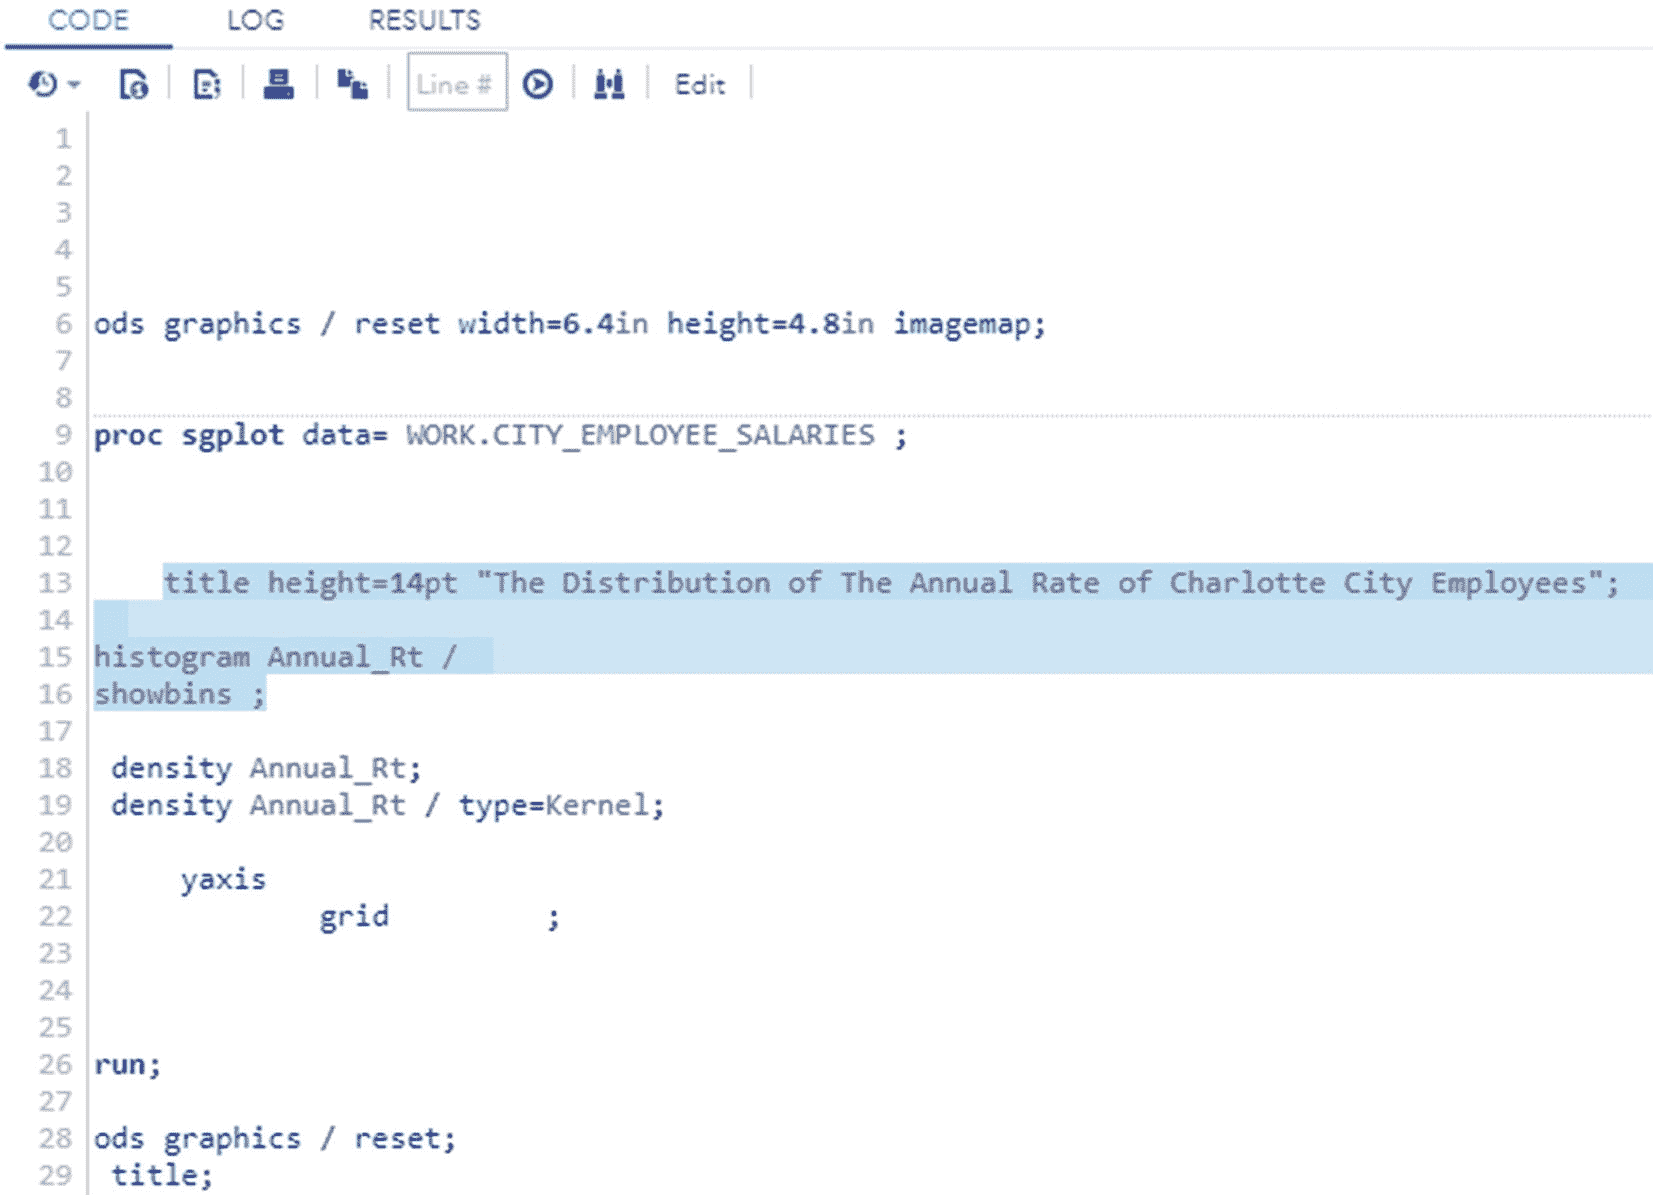 CODE LOG RESULTS
Line # Edit
1
2
3
4
5
6 ods graphics / reset width=6.4in height=4.8in imagemap;
7
8
9 proc sgplot data= WORK.CITY_EMPLOYEE_SALARIES ;
10
11
12
13 title height=14pt "The Distribution of The Annual Rate of Charlotte City Employees";
14
15 histogram Annual_Rt /
16 showbins ;
17
18 density Annual_Rt;
19 density Annual_Rt / type=Kernel;
20
21 yaxis
22 grid ;
23
24
25
26 run;
27
28 ods graphics / reset;
29 title;